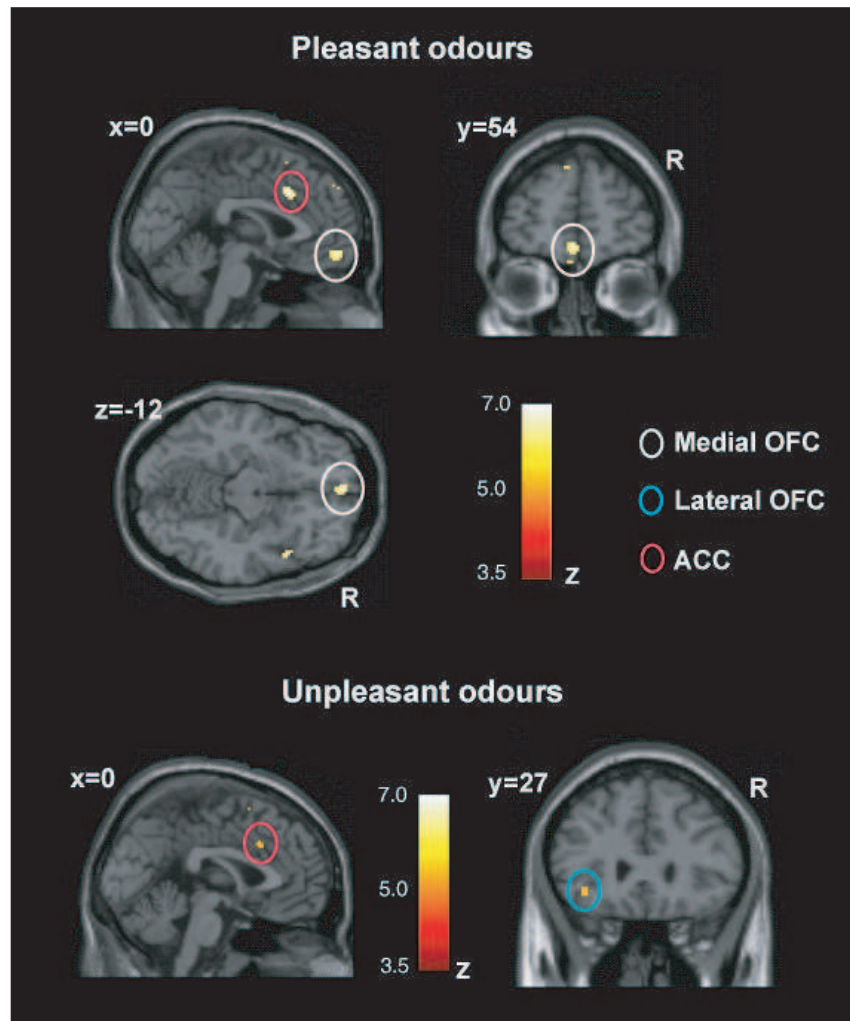 Pleasant odours
x=0
y=54
R
z=-12
R
7.0
5.0
3.5
Z
Medial OFC
Lateral OFC
ACC
Unpleasant odours
x=0
7.0
5.0
3.5
Z
y=27
R